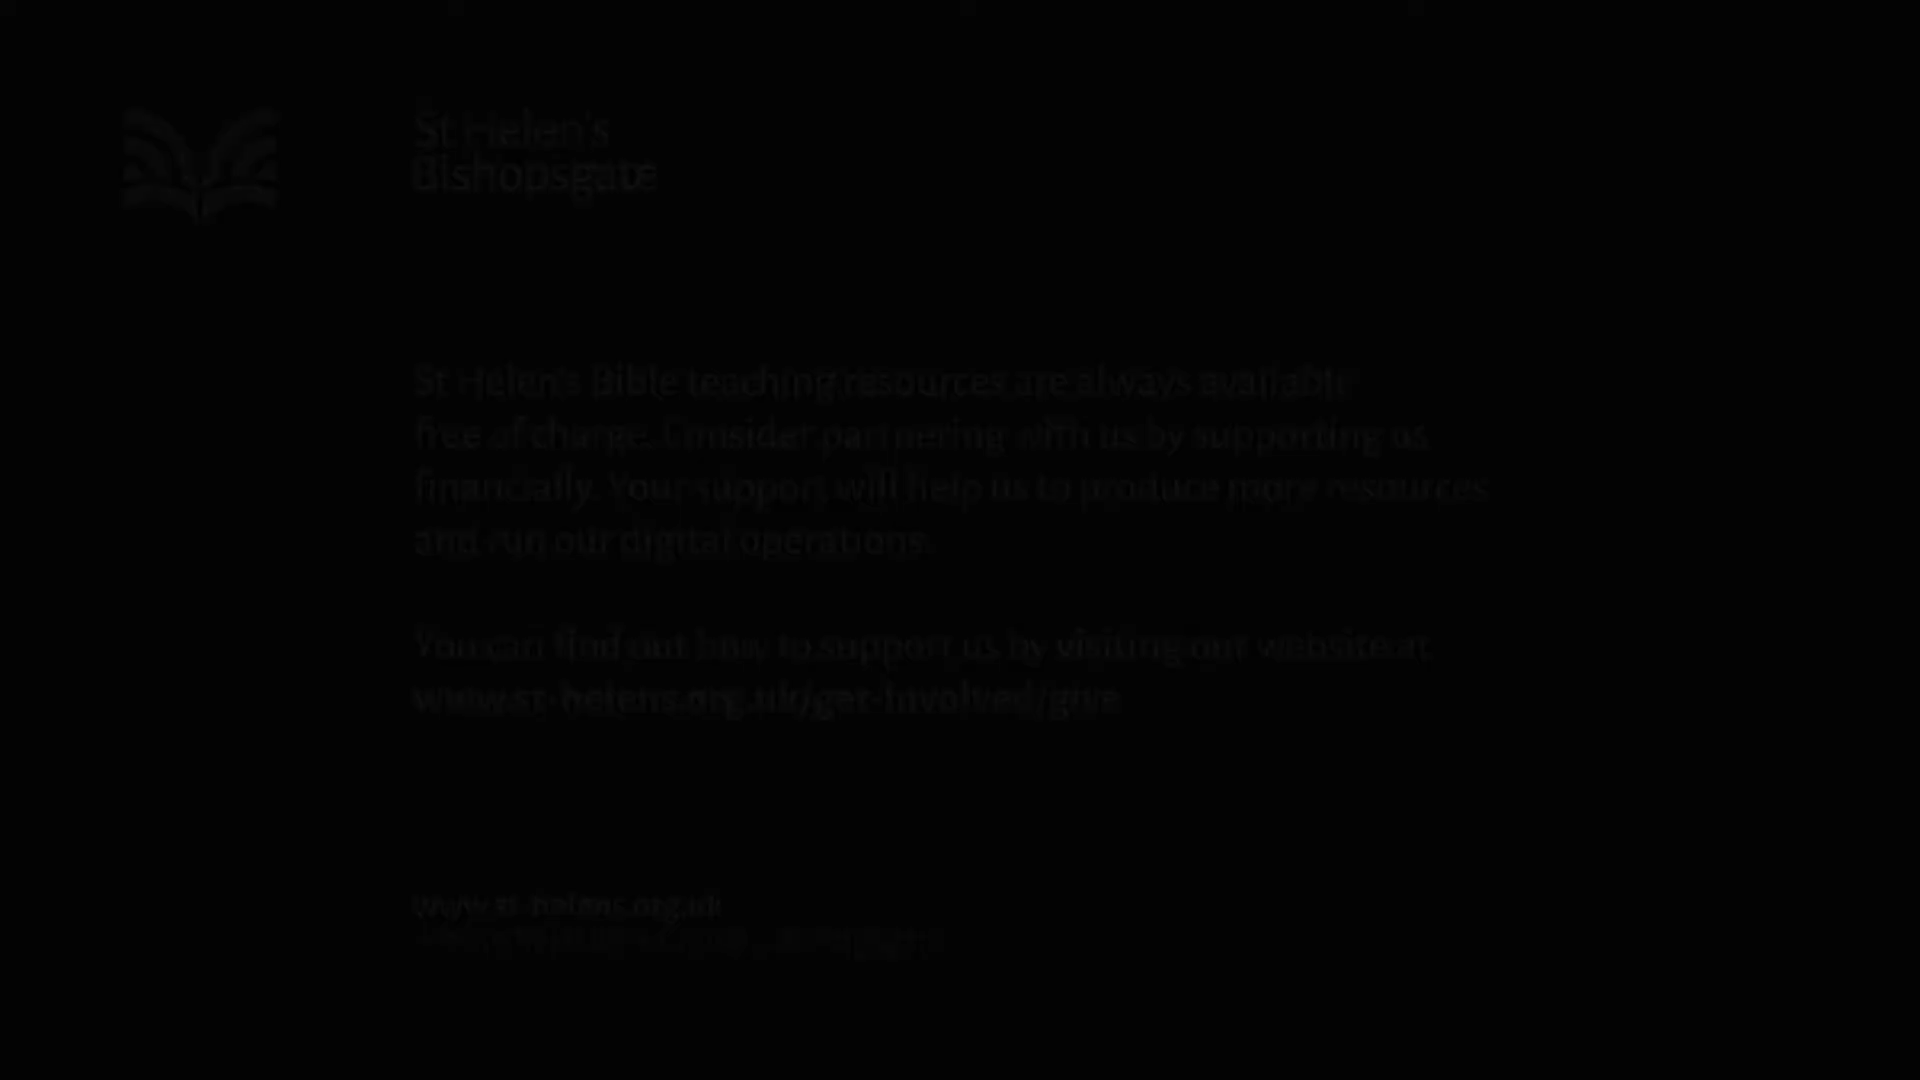 St Helen's
Bishopsgate
St Helen's Bible teaching resources are always available
free of charge. Consider partnering with us by supporting us
financially. Your support will help us to produce more resources
and run our digital operations.
You can find out how to support us by visiting our website at
www.st-helens.org.uk/get-involved/give
www.st-helens.org.uk